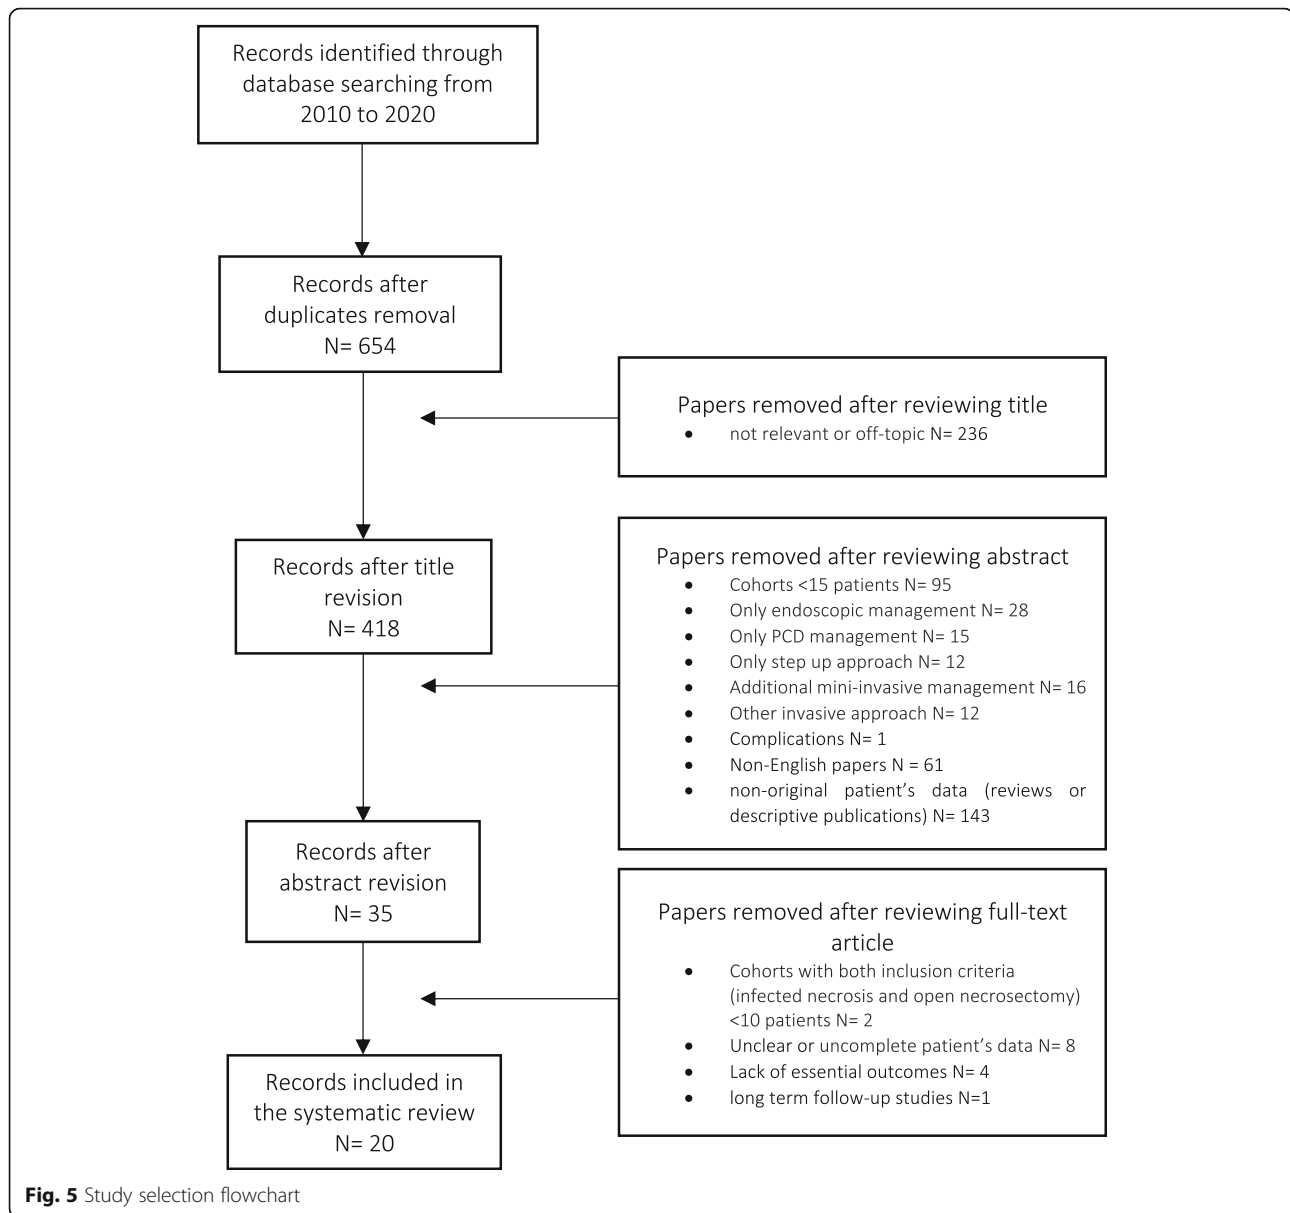 Records identified through
database searching from
2010 to 2020
Records after
duplicates removal
N= 654
Papers removed after reviewing title
• not relevant or off-topic N= 236
Records after title
revision
N= 418
Papers removed after reviewing abstract
• Cohorts <15 patients N= 95
• Only endoscopic management N= 28
• Only PCD management N= 15
• Only step up approach N= 12
• Additional mini-invasive management N= 16
• Other invasive approach N= 12
• Complications N= 1
• Non-English papers N = 61
• non-original patient's data (reviews or
descriptive publications) N= 143
Records after
abstract revision
N= 35
Papers removed after reviewing full-text
article
• Cohorts with both inclusion criteria
(infected necrosis and open necrosectomy)
<10 patients N= 2
• Unclear or uncomplete patient's data N= 8
• Lack of essential outcomes N= 4
• long term follow-up studies N=1
Records included in
the systematic review
N= 20
Fig. 5 Study selection flowchart